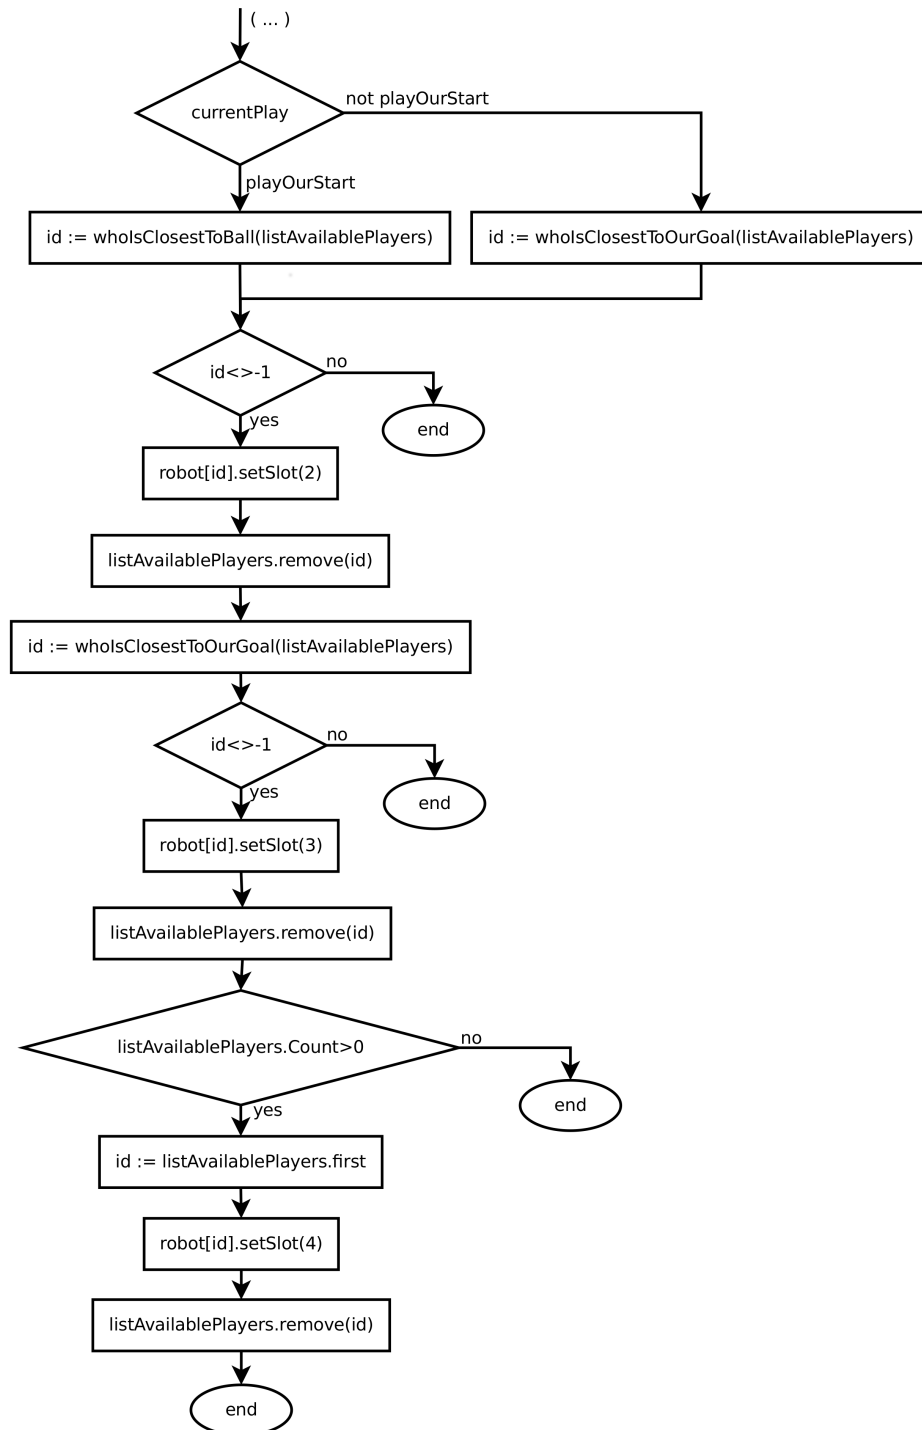 ( ... )
currentPlay
not playOurStart
playOurStart
id := whoIsClosestToBall(listAvailablePlayers)
id := whoIsClosestToOurGoal(listAvailablePlayers)
id<>-1
no
end
yes
robot[id].setSlot(2)
listAvailablePlayers.remove(id)
id := whoIsClosestToOurGoal(listAvailablePlayers)
id<>-1
no
end
yes
robot[id].setSlot(3)
listAvailablePlayers.remove(id)
listAvailablePlayers.Count>0
no
end
yes
id := listAvailablePlayers.first
robot[id].setSlot(4)
listAvailablePlayers.remove(id)
end